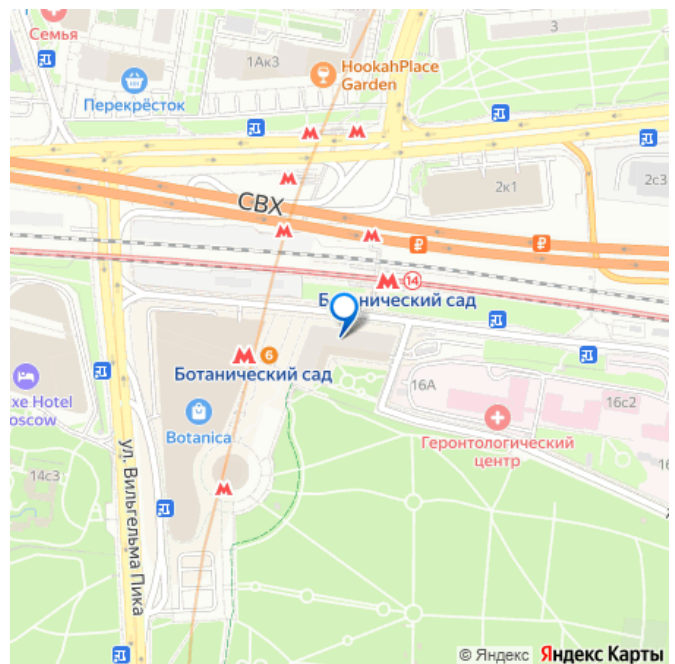 Семья
1Ак3
3
HookahPlace
Garden
Перекрёсток
СВХ
2к1
2с3
₽
₽
14
Ботанический сад
6
Ботанический сад
16А
16с2
xe Hotel
oscow
Botanica
Геронтологический
центр
16
14с3
ул. Вильгельма Пика
© Яндекс Яндекс Карты